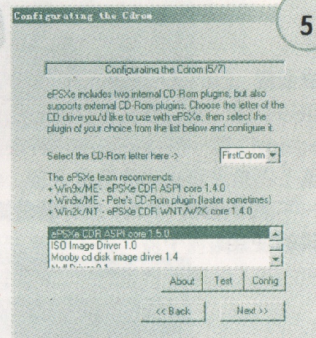 Configurating the Cdrom
5
Configurating the Cdrom (5/7)
ePSXe includes two internal CD-Rom plugins, but also
supports external CD-Rom plugins. Choose the letter of the
CD drive you'd like to use with ePSXe, then select the
plugin of your choice from the list below and configure it.
Select the CD-Rom letter here -> FirstCdrom
The ePSXe team recommends:
+ Win9x/ME- ePSXe CDR ASPI core 1.4.0
+ Win9x/ME - Pete's CD-Rom plugin (faster sometimes)
+ Win2k/NT - ePSXe CDR WNT/W2K core 1.4.0
ePSXe CDR ASPI core 1.5.0
ISO Image Driver 1.0
Mooby cd disk image driver 1.4
Null Driver 0.1
About Test Config
<< Back Next >>